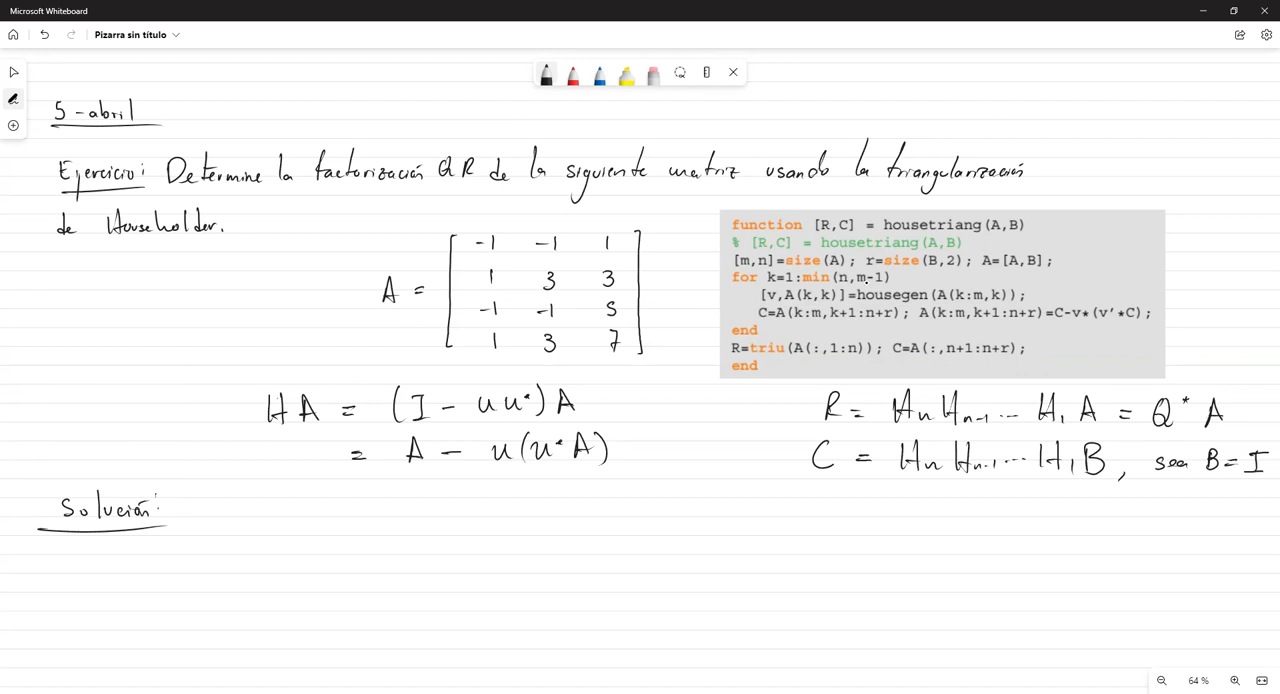 Microsoft Whiteboard
Pizarra sin título
5-abril
Ejercicio: Determine la factorización QR de la siguiente matriz usando la triangularización
de Householder.
A = [ -1 -1 1
1 3 3
-1 -1 5
1 3 7 ]
function [R,C] = housetriang(A,B)
% [R,C] = housetriang(A,B)
[m,n]=size(A); r=size(B,2); A=[A,B];
for k=1:min(n,m-1)
[v,A(k,k)]=housegen(A(k:m,k));
C=A(k:m,k+1:n+r); A(k:m,k+1:n+r)=C-v*(v'*C);
end
R=triu(A(:,1:n)); C=A(:,n+1:n+r);
end
HA = (I - uu*)A
= A - u(u*A)
R = Hn Hn-1 ... H1 A = Q* A
C = Hn Hn-1 ... H1 B, sea B=I
Solución:
64 %